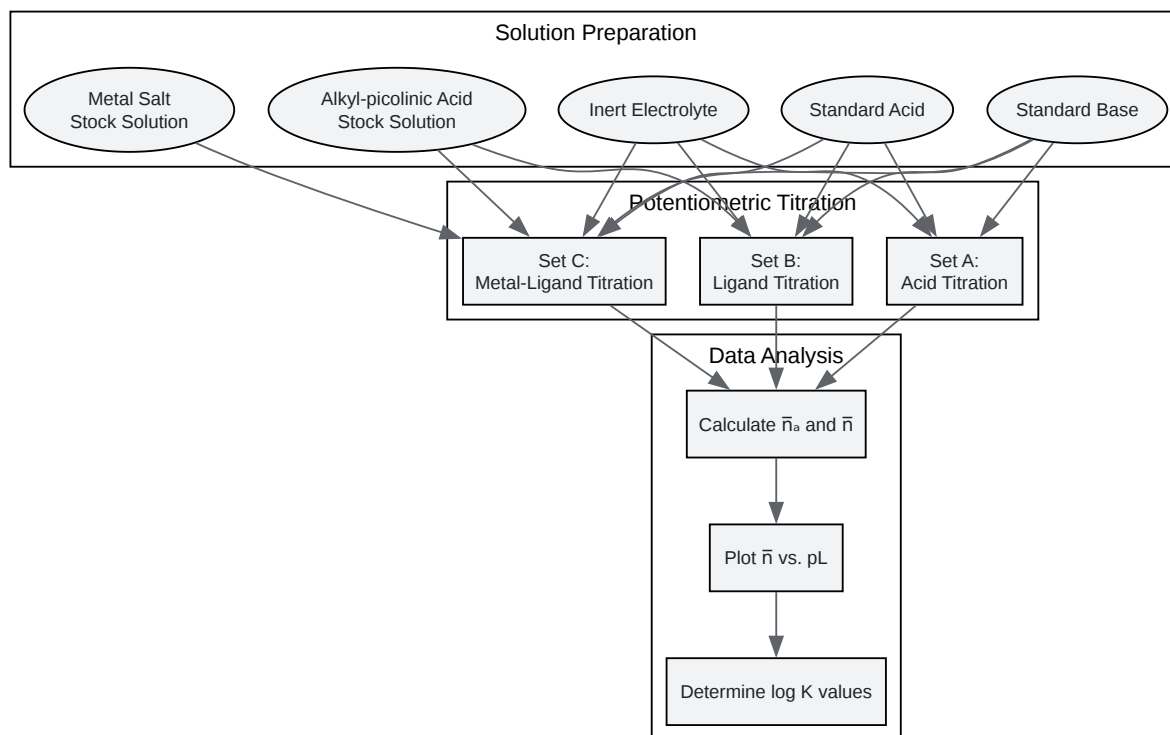 Solution Preparation
Metal Salt
Stock Solution
Alkyl-picolinic Acid
Stock Solution
Inert Electrolyte
Standard Acid
Standard Base
Potentiometric Titration
Set C:
Metal-Ligand Titration
Set B:
Ligand Titration
Set A:
Acid Titration
Data Analysis
Calculate n̅ₐ and n̅
Plot n̅ vs. pL
Determine log K values